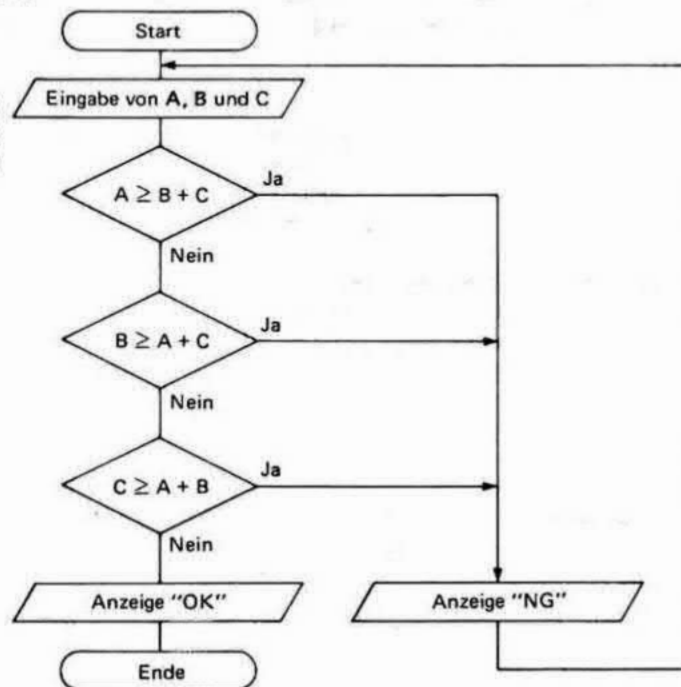 Start
Eingabe von A, B und C
A ≥ B + C
Ja
Nein
B ≥ A + C
Ja
Nein
C ≥ A + B
Ja
Nein
Anzeige "OK"
Anzeige "NG"
Ende